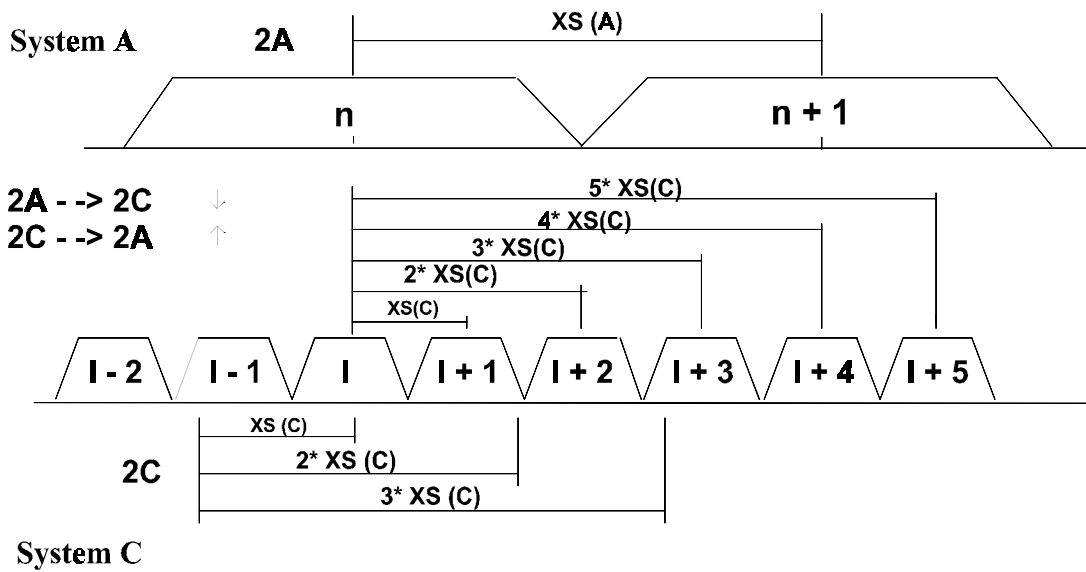 System A
2A
XS (A)
n
n + 1
2A - -> 2C ↓
2C - -> 2A ↑
5* XS(C)
4* XS(C)
3* XS(C)
2* XS(C)
XS(C)
I - 2
I - 1
I
I + 1
I + 2
I + 3
I + 4
I + 5
XS (C)
2C
2* XS (C)
3* XS (C)
System C